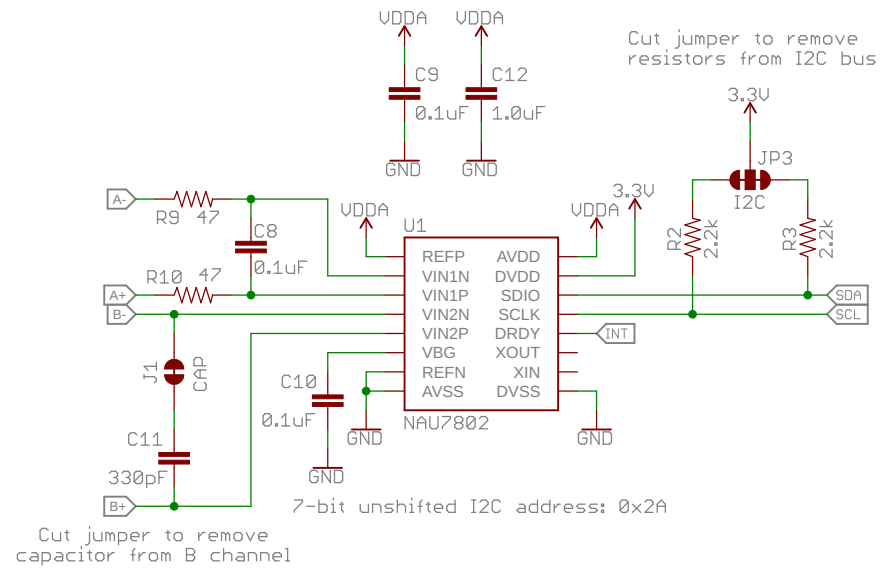 VDDA
VDDA
Cut jumper to remove
resistors from I2C bus
C9
C12
0.1uF
1.0uF
3.3V
GND
GND
JP3
I2C
A-
R9
47
VDDA
VDDA
3.3V
C8
U1
R2
2.2k
R3
2.2k
0.1uF
R10
47
REFP
AVDD
VIN1N
DVDD
A+
VIN1P
SDIO
SDA
B-
VIN2N
SCLK
SCL
VIN2P
DRDY
INT
VBG
XOUT
J1
CAP
REFN
XIN
C10
AVSS
DVSS
0.1uF
NAU7802
C11
GND
GND
330pF
GND
B+
7-bit unshifted I2C address: 0x2A
Cut jumper to remove
capacitor from B channel